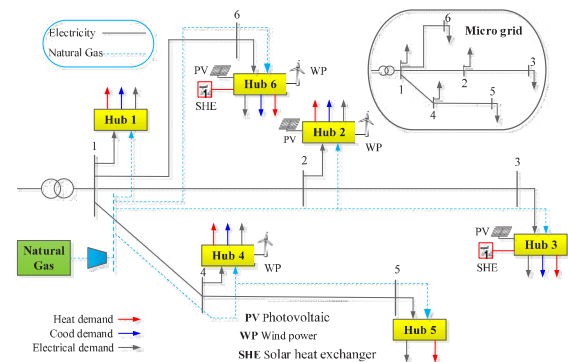 Electricity
Natural Gas
6
PV
WP
SHE
Hub 6
Micro grid
6
1
2
3
4
5
Hub 1
PV
Hub 2
WP
1
2
3
PV
Hub 3
SHE
Natural
Gas
Hub 4
WP
4
5
Hub 5
Heat demand
Cood demand
Electrical demand
PV Photovoltaic
WP Wind power
SHE Solar heat exchanger